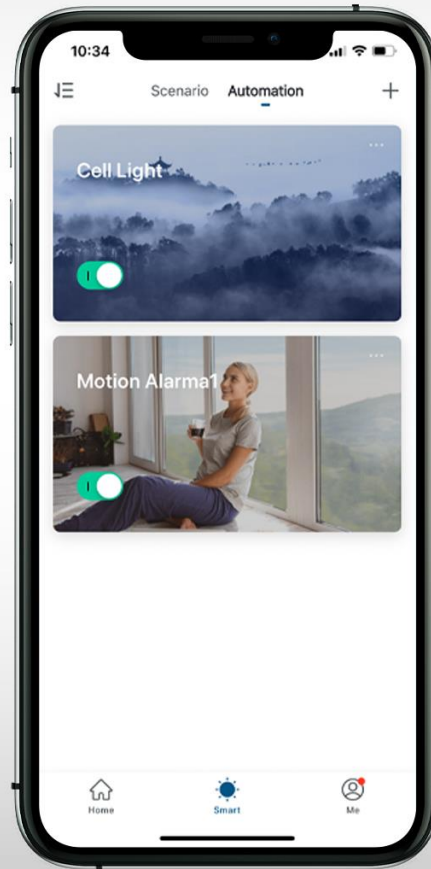 10:34
Scenario Automation
Cell Light
Motion Alarma1
Home Smart Me